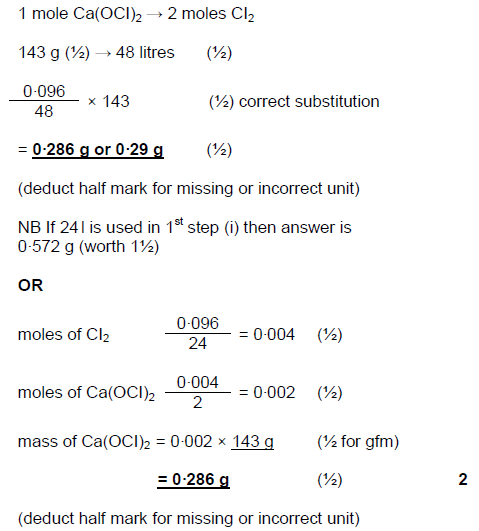 1 mole Ca(OCl)₂ → 2 moles Cl₂
143 g (½) → 48 litres (½)
0·096
48
× 143 (½) correct substitution
= 0·286 g or 0·29 g (½)
(deduct half mark for missing or incorrect unit)
NB If 24 l is used in 1st step (i) then answer is
0·572 g (worth 1½)
OR
moles of Cl₂ 0·096
24
= 0·004 (½)
moles of Ca(OCl)₂ 0·004
2
= 0·002 (½)
mass of Ca(OCl)₂ = 0·002 × 143 g (½ for gfm)
= 0·286 g (½) 2
(deduct half mark for missing or incorrect unit)